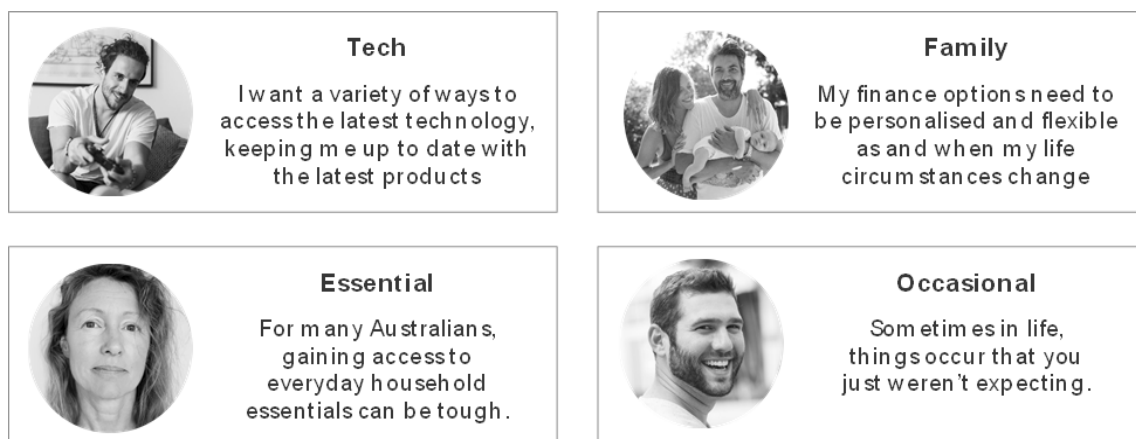 Tech
I want a variety of ways to
access the latest technology,
keeping me up to date with
the latest products
Family
My finance options need to
be personalised and flexible
as and when my life
circumstances change
Essential
For many Australians,
gaining access to
everyday household
essentials can be tough.
Occasional
Sometimes in life,
things occur that you
just weren't expecting.